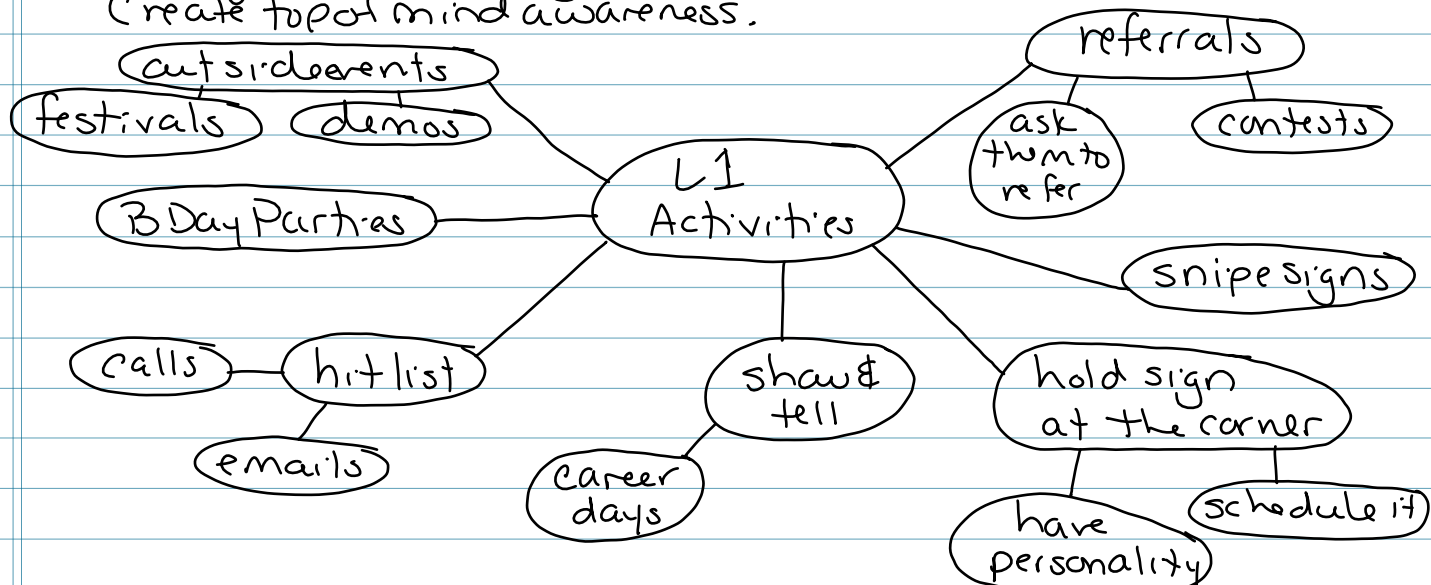 Create top of mind awareness.
outside events
festivals
demos
B Day Parties
calls
hit list
emails
L1
Activities
show &
tell
career
days
referrals
ask
them to
refer
contests
snipe signs
hold sign
at the corner
have
personality
schedule it